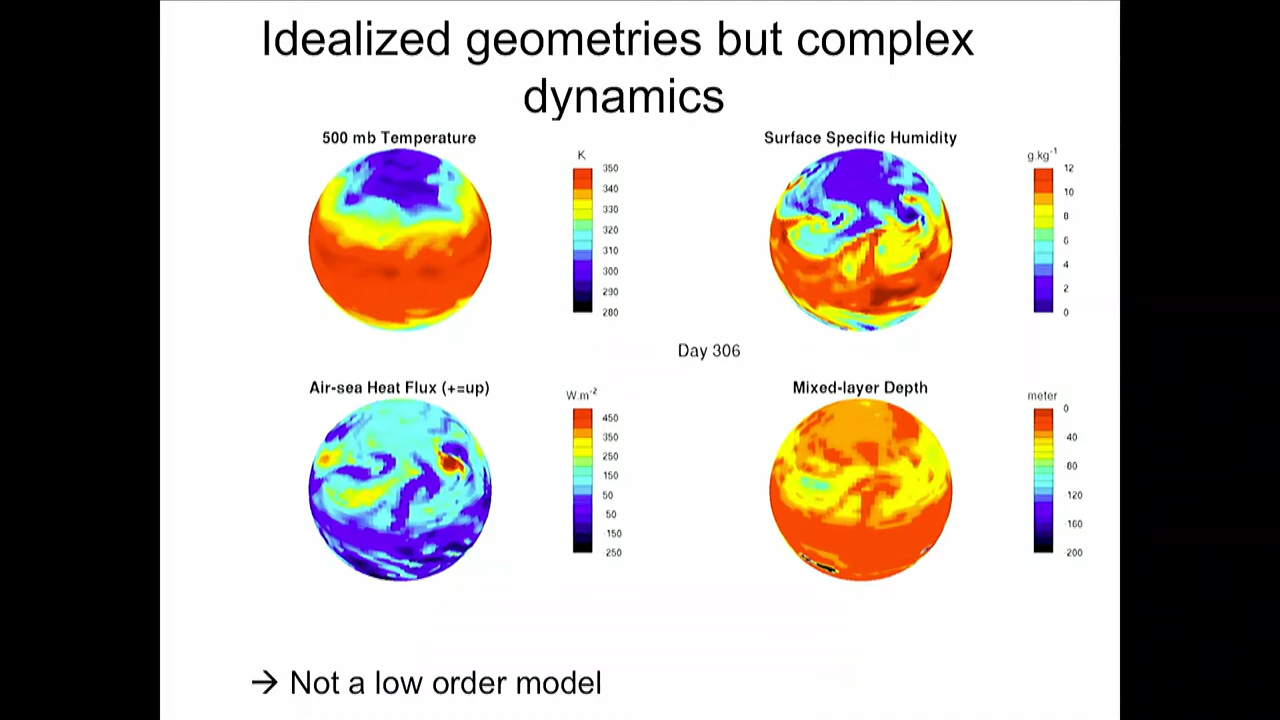 Idealized geometries but complex
dynamics
500 mb Temperature
K
350
340
330
320
310
300
290
280
Surface Specific Humidity
g.kg-1
12
10
8
6
4
2
0
Day 306
Air-sea Heat Flux (+=up)
W.m-2
450
350
250
150
50
50
150
250
Mixed-layer Depth
meter
0
40
80
120
160
200
→ Not a low order model